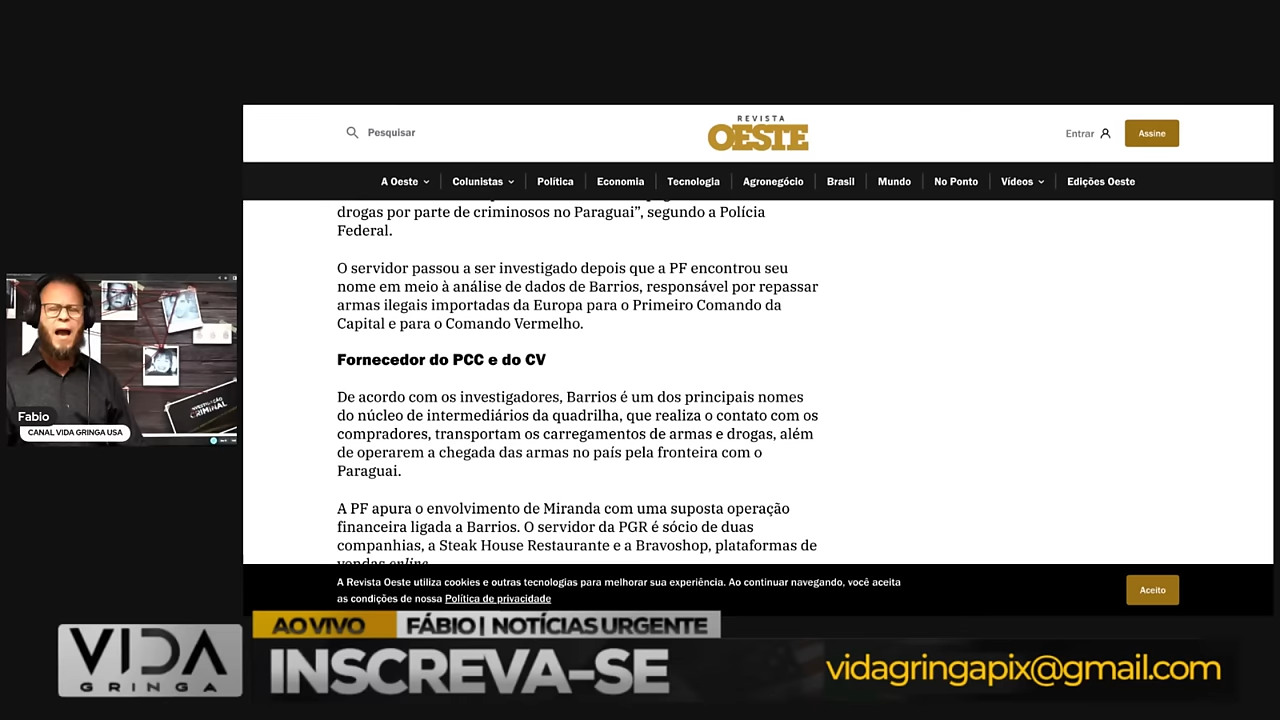 Pesquisar
REVISTA
OESTE
Entrar
Assine
A Oeste
Colunistas
Política
Economia
Tecnologia
Agronegócio
Brasil
Mundo
No Ponto
Vídeos
Edições Oeste
drogas por parte de criminosos no Paraguai”, segundo a Polícia
Federal.
O servidor passou a ser investigado depois que a PF encontrou seu
nome em meio à análise de dados de Barrios, responsável por repassar
armas ilegais importadas da Europa para o Primeiro Comando da
Capital e para o Comando Vermelho.
Fornecedor do PCC e do CV
De acordo com os investigadores, Barrios é um dos principais nomes
do núcleo de intermediários da quadrilha, que realiza o contato com os
compradores, transportam os carregamentos de armas e drogas, além
de operarem a chegada das armas no país pela fronteira com o
Paraguai.
A PF apura o envolvimento de Miranda com uma suposta operação
financeira ligada a Barrios. O servidor da PGR é sócio de duas
companhias, a Steak House Restaurante e a Bravoshop, plataformas de
vendas online
A Revista Oeste utiliza cookies e outras tecnologias para melhorar sua experiência. Ao continuar navegando, você aceita
as condições de nossa Política de privacidade
Aceito
INVESTIGAÇÃO
CRIMINAL
Fabio
CANAL VIDA GRINGA USA
VIDA
GRINGA
AO VIVO
FÁBIO | NOTÍCIAS URGENTE
INSCREVA-SE
vidagringapix@gmail.com